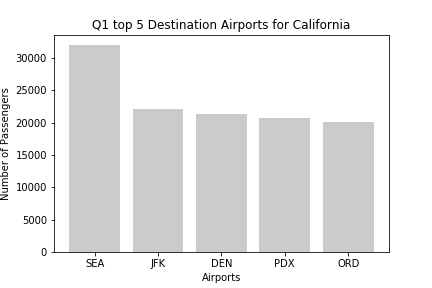 Q1 top 5 Destination Airports for California
Number of Passengers
30000
25000
20000
15000
10000
5000
0
SEA JFK DEN PDX ORD
Airports